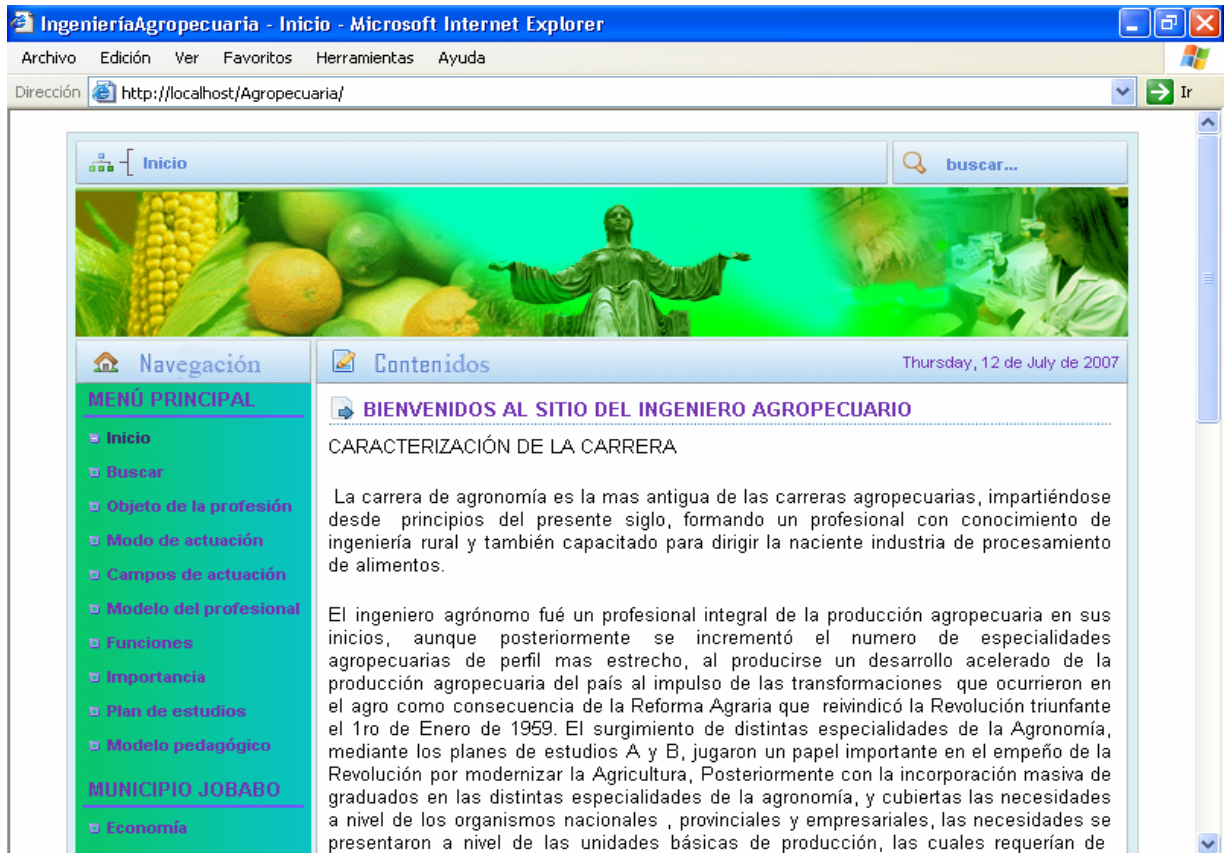 IngenieríaAgropecuaria - Inicio - Microsoft Internet Explorer
Archivo Edición Ver Favoritos Herramientas Ayuda
Dirección http://localhost/Agropecuaria/ Ir
Inicio buscar...
Navegación
Contenidos Thursday, 12 de July de 2007
MENÚ PRINCIPAL
Inicio
Buscar
Objeto de la profesión
Modo de actuación
Campos de actuación
Modelo del profesional
Funciones
Importancia
Plan de estudios
Modelo pedagógico
MUNICIPIO JOBABO
Economía
BIENVENIDOS AL SITIO DEL INGENIERO AGROPECUARIO
CARACTERIZACIÓN DE LA CARRERA
La carrera de agronomía es la mas antigua de las carreras agropecuarias, impartiéndose
desde principios del presente siglo, formando un profesional con conocimiento de
ingeniería rural y también capacitado para dirigir la naciente industria de procesamiento
de alimentos.
El ingeniero agrónomo fué un profesional integral de la producción agropecuaria en sus
inicios, aunque posteriormente se incrementó el numero de especialidades
agropecuarias de perfil mas estrecho, al producirse un desarrollo acelerado de la
producción agropecuaria del país al impulso de las transformaciones que ocurrieron en
el agro como consecuencia de la Reforma Agraria que reivindicó la Revolución triunfante
el 1ro de Enero de 1959. El surgimiento de distintas especialidades de la Agronomía,
mediante los planes de estudios A y B, jugaron un papel importante en el empeño de la
Revolución por modernizar la Agricultura, Posteriormente con la incorporación masiva de
graduados en las distintas especialidades de la agronomía, y cubiertas las necesidades
a nivel de los organismos nacionales , provinciales y empresariales, las necesidades se
presentaron a nivel de las unidades básicas de producción, las cuales requerían de